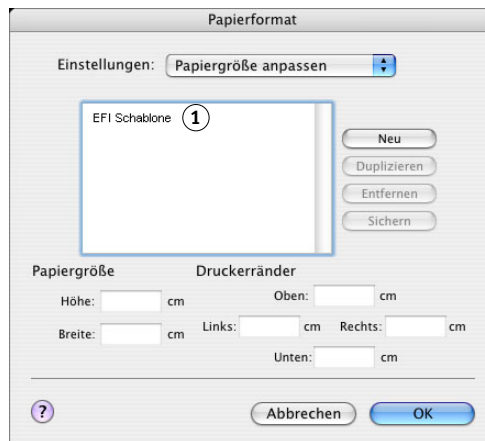 Papierformat
Einstellungen: Papiergröße anpassen
EFI Schablone 1
Neu
Duplizieren
Entfernen
Sichern
Papiergröße Druckerränder
Höhe: cm Oben: cm
Breite: cm Links: cm Rechts: cm
Unten: cm
? Abbrechen OK